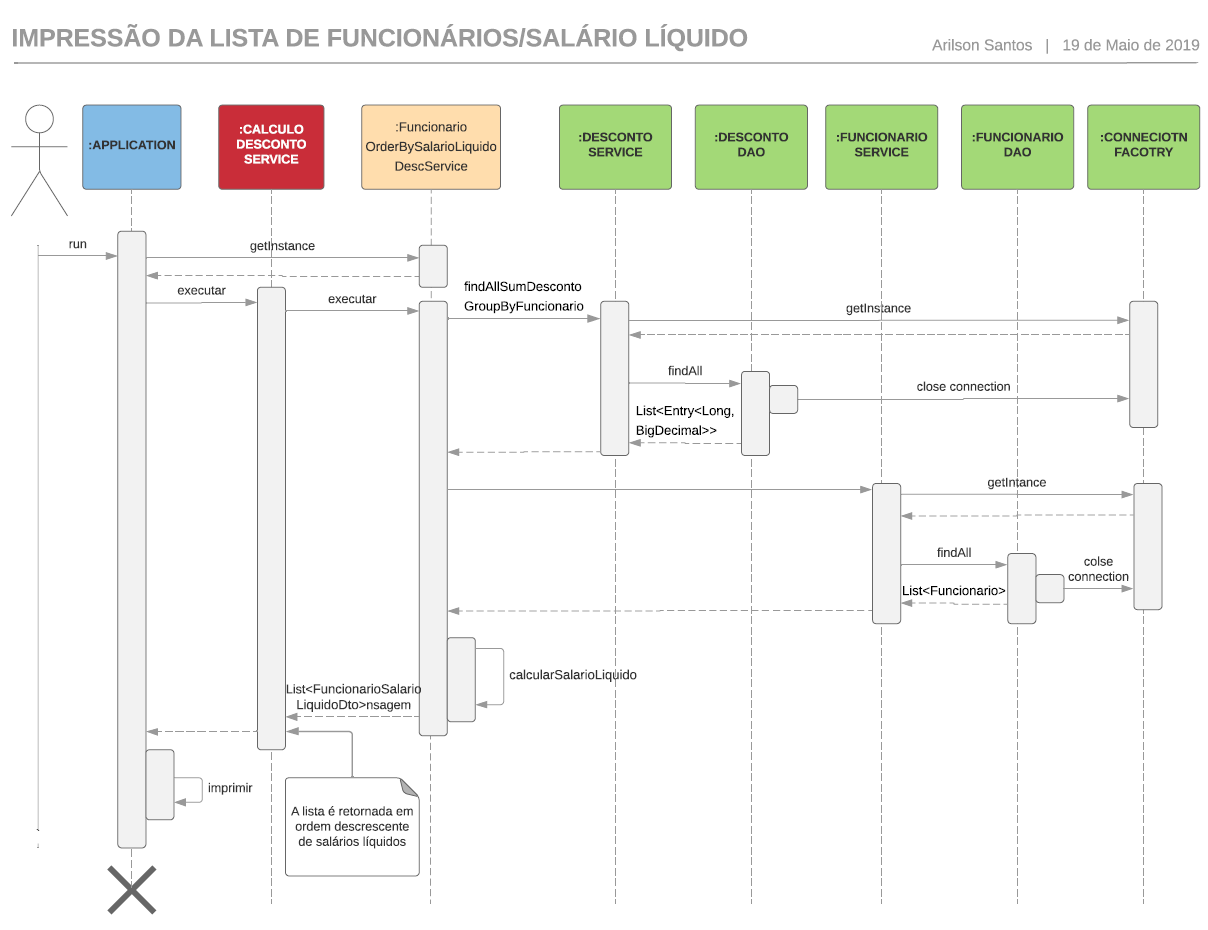 IMPRESSÃO DA LISTA DE FUNCIONÁRIOS/SALÁRIO LÍQUIDO
Arilson Santos | 19 de Maio de 2019
:APPLICATION
:CALCULO
DESCONTO
SERVICE
:Funcionario
OrderBySalarioLiquido
DescService
:DESCONTO
SERVICE
:DESCONTO
DAO
:FUNCIONARIO
SERVICE
:FUNCIONARIO
DAO
:CONNECIOTN
FACOTRY
run
getInstance
executar
executar
findAllSumDesconto
GroupByFuncionario
getInstance
findAll
close connection
List<Entry<Long,
BigDecimal>>
getIntance
findAll
colse
connection
List<Funcionario>
calcularSalarioLiquido
List<FuncionarioSalario
LiquidoDto>nsagem
imprimir
A lista é retornada em
ordem descrescente
de salários líquidos